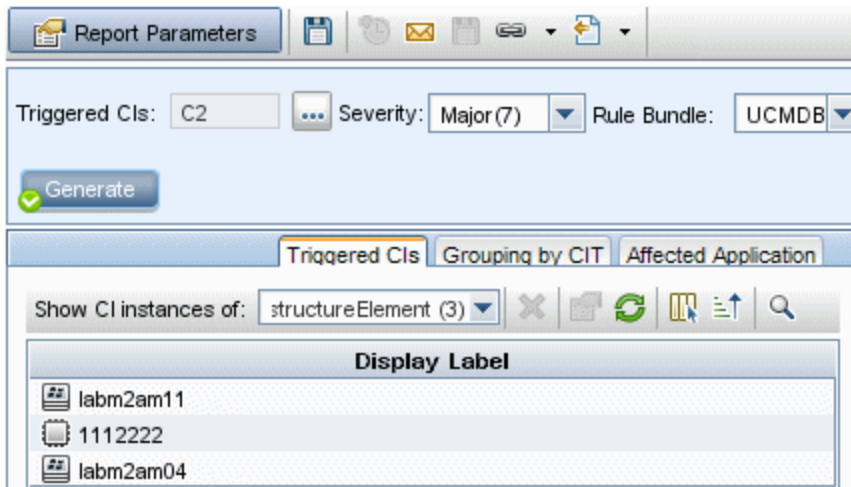 Report Parameters
Triggered CIs: C2 ... Severity: Major(7) Rule Bundle: UCMDB
Generate
Triggered CIs Grouping by CIT Affected Application
Show CI instances of: structureElement (3)
Display Label
labm2am11
1112222
labm2am04